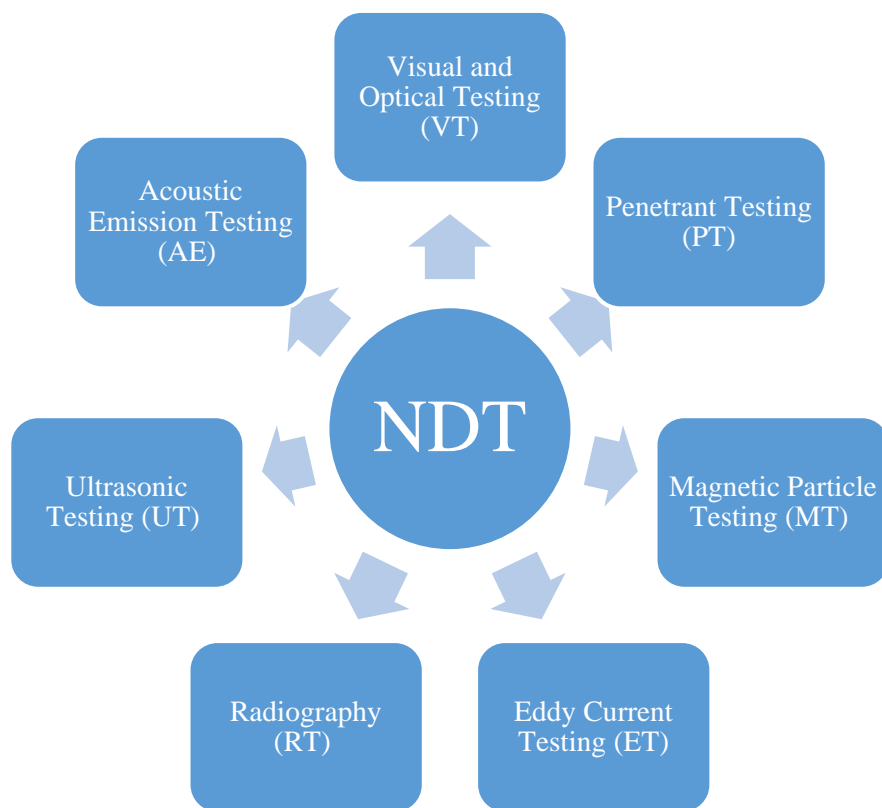 Visual and
Optical Testing
(VT)
Penetrant Testing
(PT)
Magnetic Particle
Testing (MT)
Eddy Current
Testing (ET)
Radiography
(RT)
Ultrasonic
Testing (UT)
Acoustic
Emission Testing
(AE)
NDT